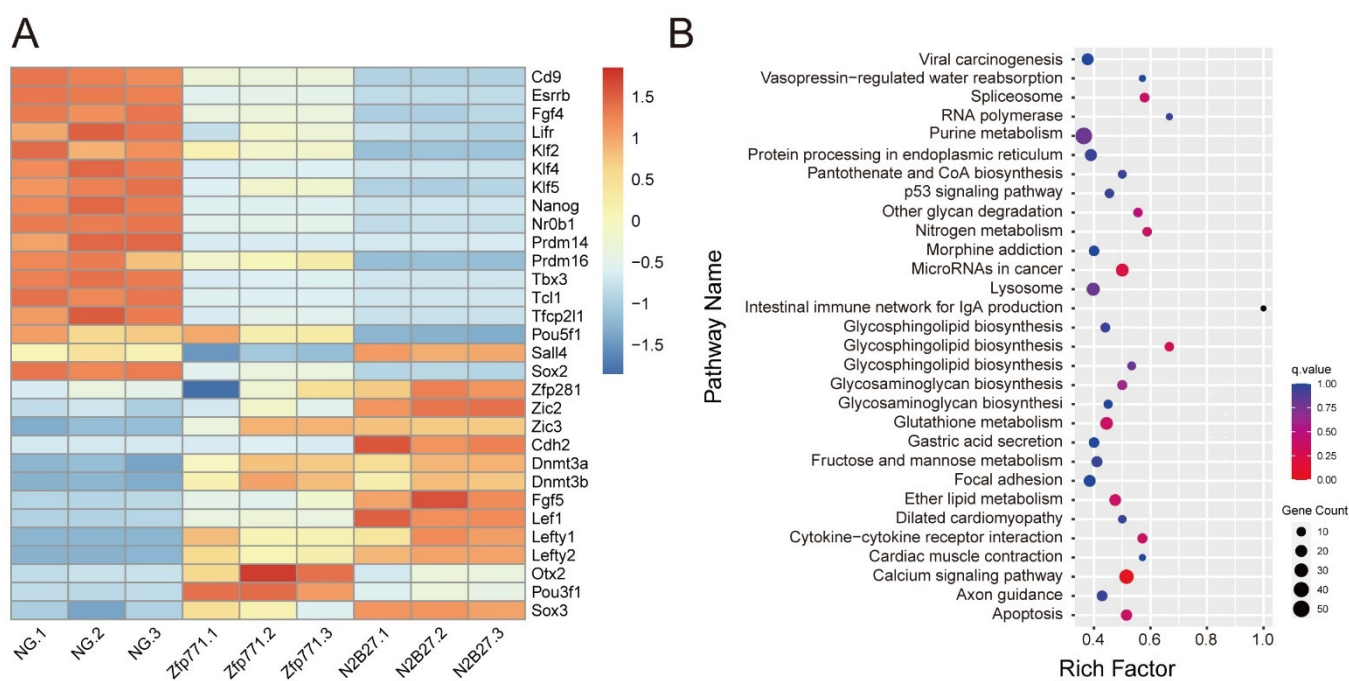 A
Cd9
Esrrb
Fgf4
Lifr
Klf2
Klf4
Klf5
Nanog
Nr0b1
Prdm14
Prdm16
Tbx3
Tcl1
Tfcp2l1
Pou5f1
Sall4
Sox2
Zfp281
Zic2
Zic3
Cdh2
Dnmt3a
Dnmt3b
Fgf5
Lef1
Lefty1
Lefty2
Otx2
Pou3f1
Sox3
NG.1
NG.2
NG.3
Zfp771.1
Zfp771.2
Zfp771.3
N2B27.1
N2B27.2
N2B27.3
1.5
1
0.5
0
−0.5
−1
−1.5
B
Pathway Name
Viral carcinogenesis
Vasopressin−regulated water reabsorption
Spliceosome
RNA polymerase
Purine metabolism
Protein processing in endoplasmic reticulum
Pantothenate and CoA biosynthesis
p53 signaling pathway
Other glycan degradation
Nitrogen metabolism
Morphine addiction
MicroRNAs in cancer
Lysosome
Intestinal immune network for IgA production
Glycosphingolipid biosynthesis
Glycosphingolipid biosynthesis
Glycosphingolipid biosynthesis
Glycosaminoglycan biosynthesis
Glycosaminoglycan biosynthesi
Glutathione metabolism
Gastric acid secretion
Fructose and mannose metabolism
Focal adhesion
Ether lipid metabolism
Dilated cardiomyopathy
Cytokine−cytokine receptor interaction
Cardiac muscle contraction
Calcium signaling pathway
Axon guidance
Apoptosis
0.4
0.6
0.8
1.0
Rich Factor
q.value
1.00
0.75
0.50
0.25
0.00
Gene Count
10
20
30
40
50